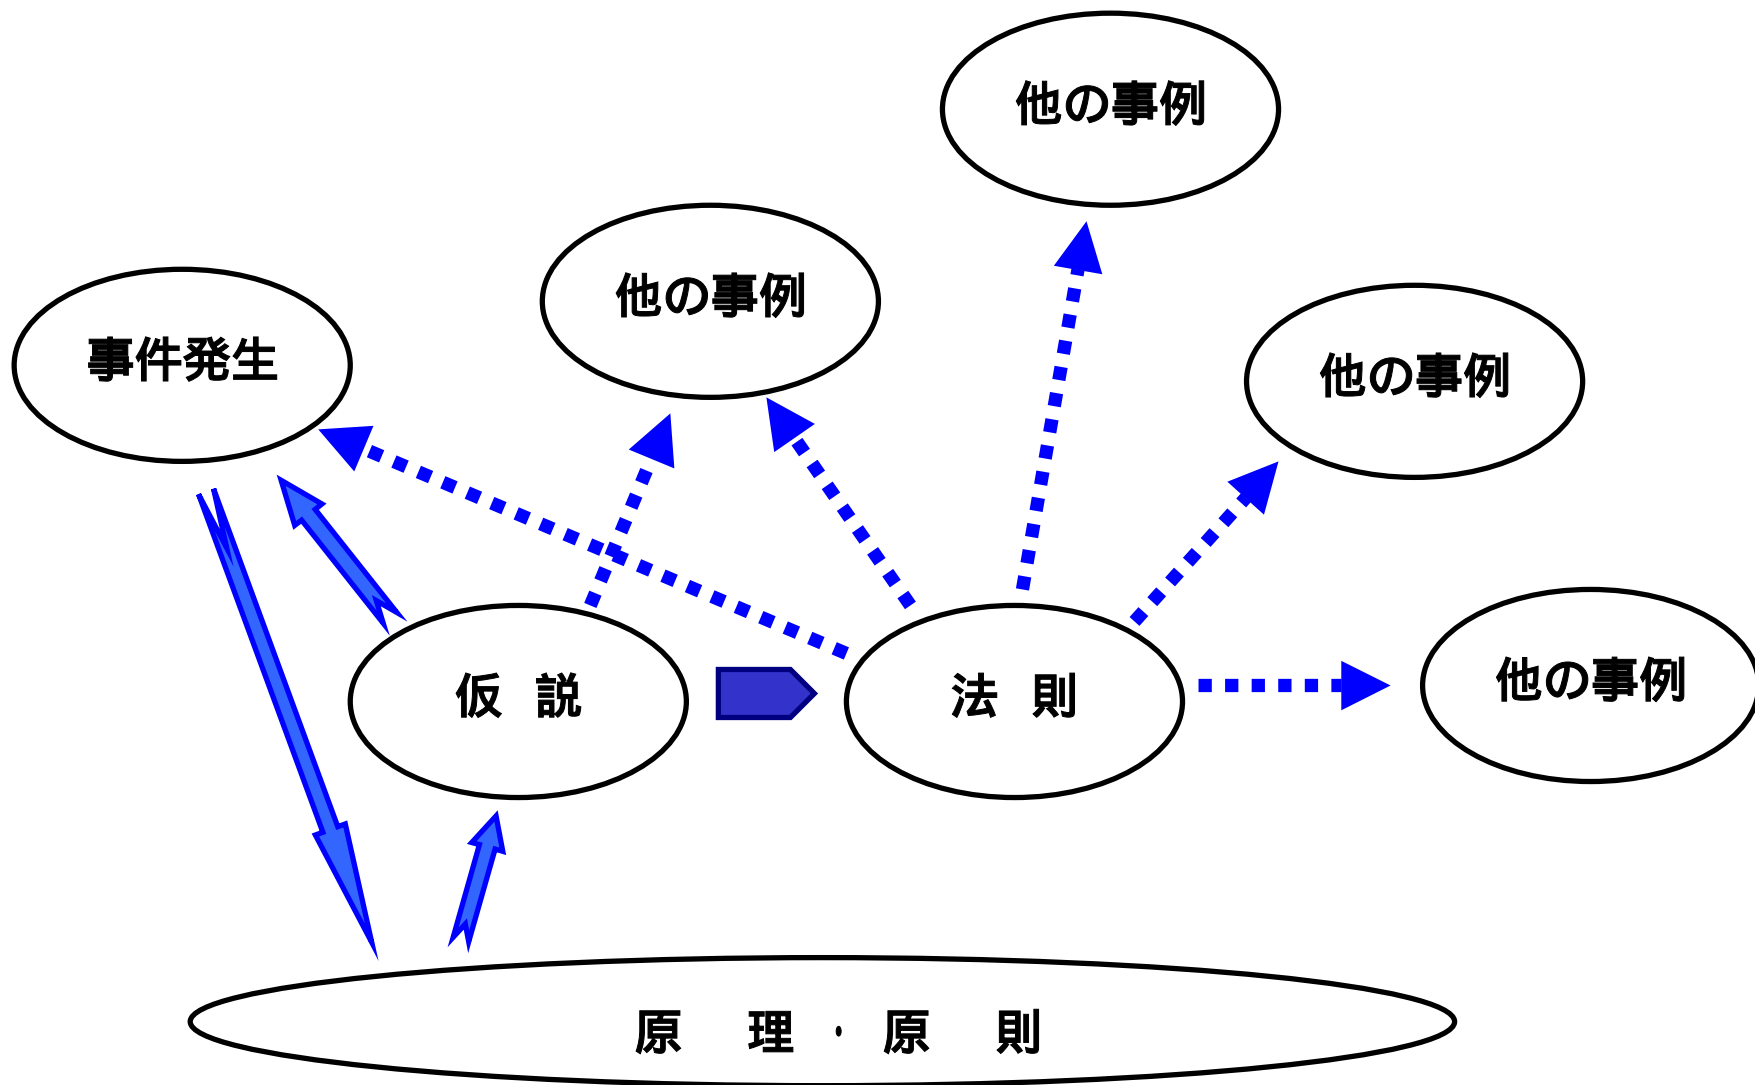 他の事例
他の事例
事件発生
他の事例
他の事例
仮 説
法 則
原 理 ・ 原 則